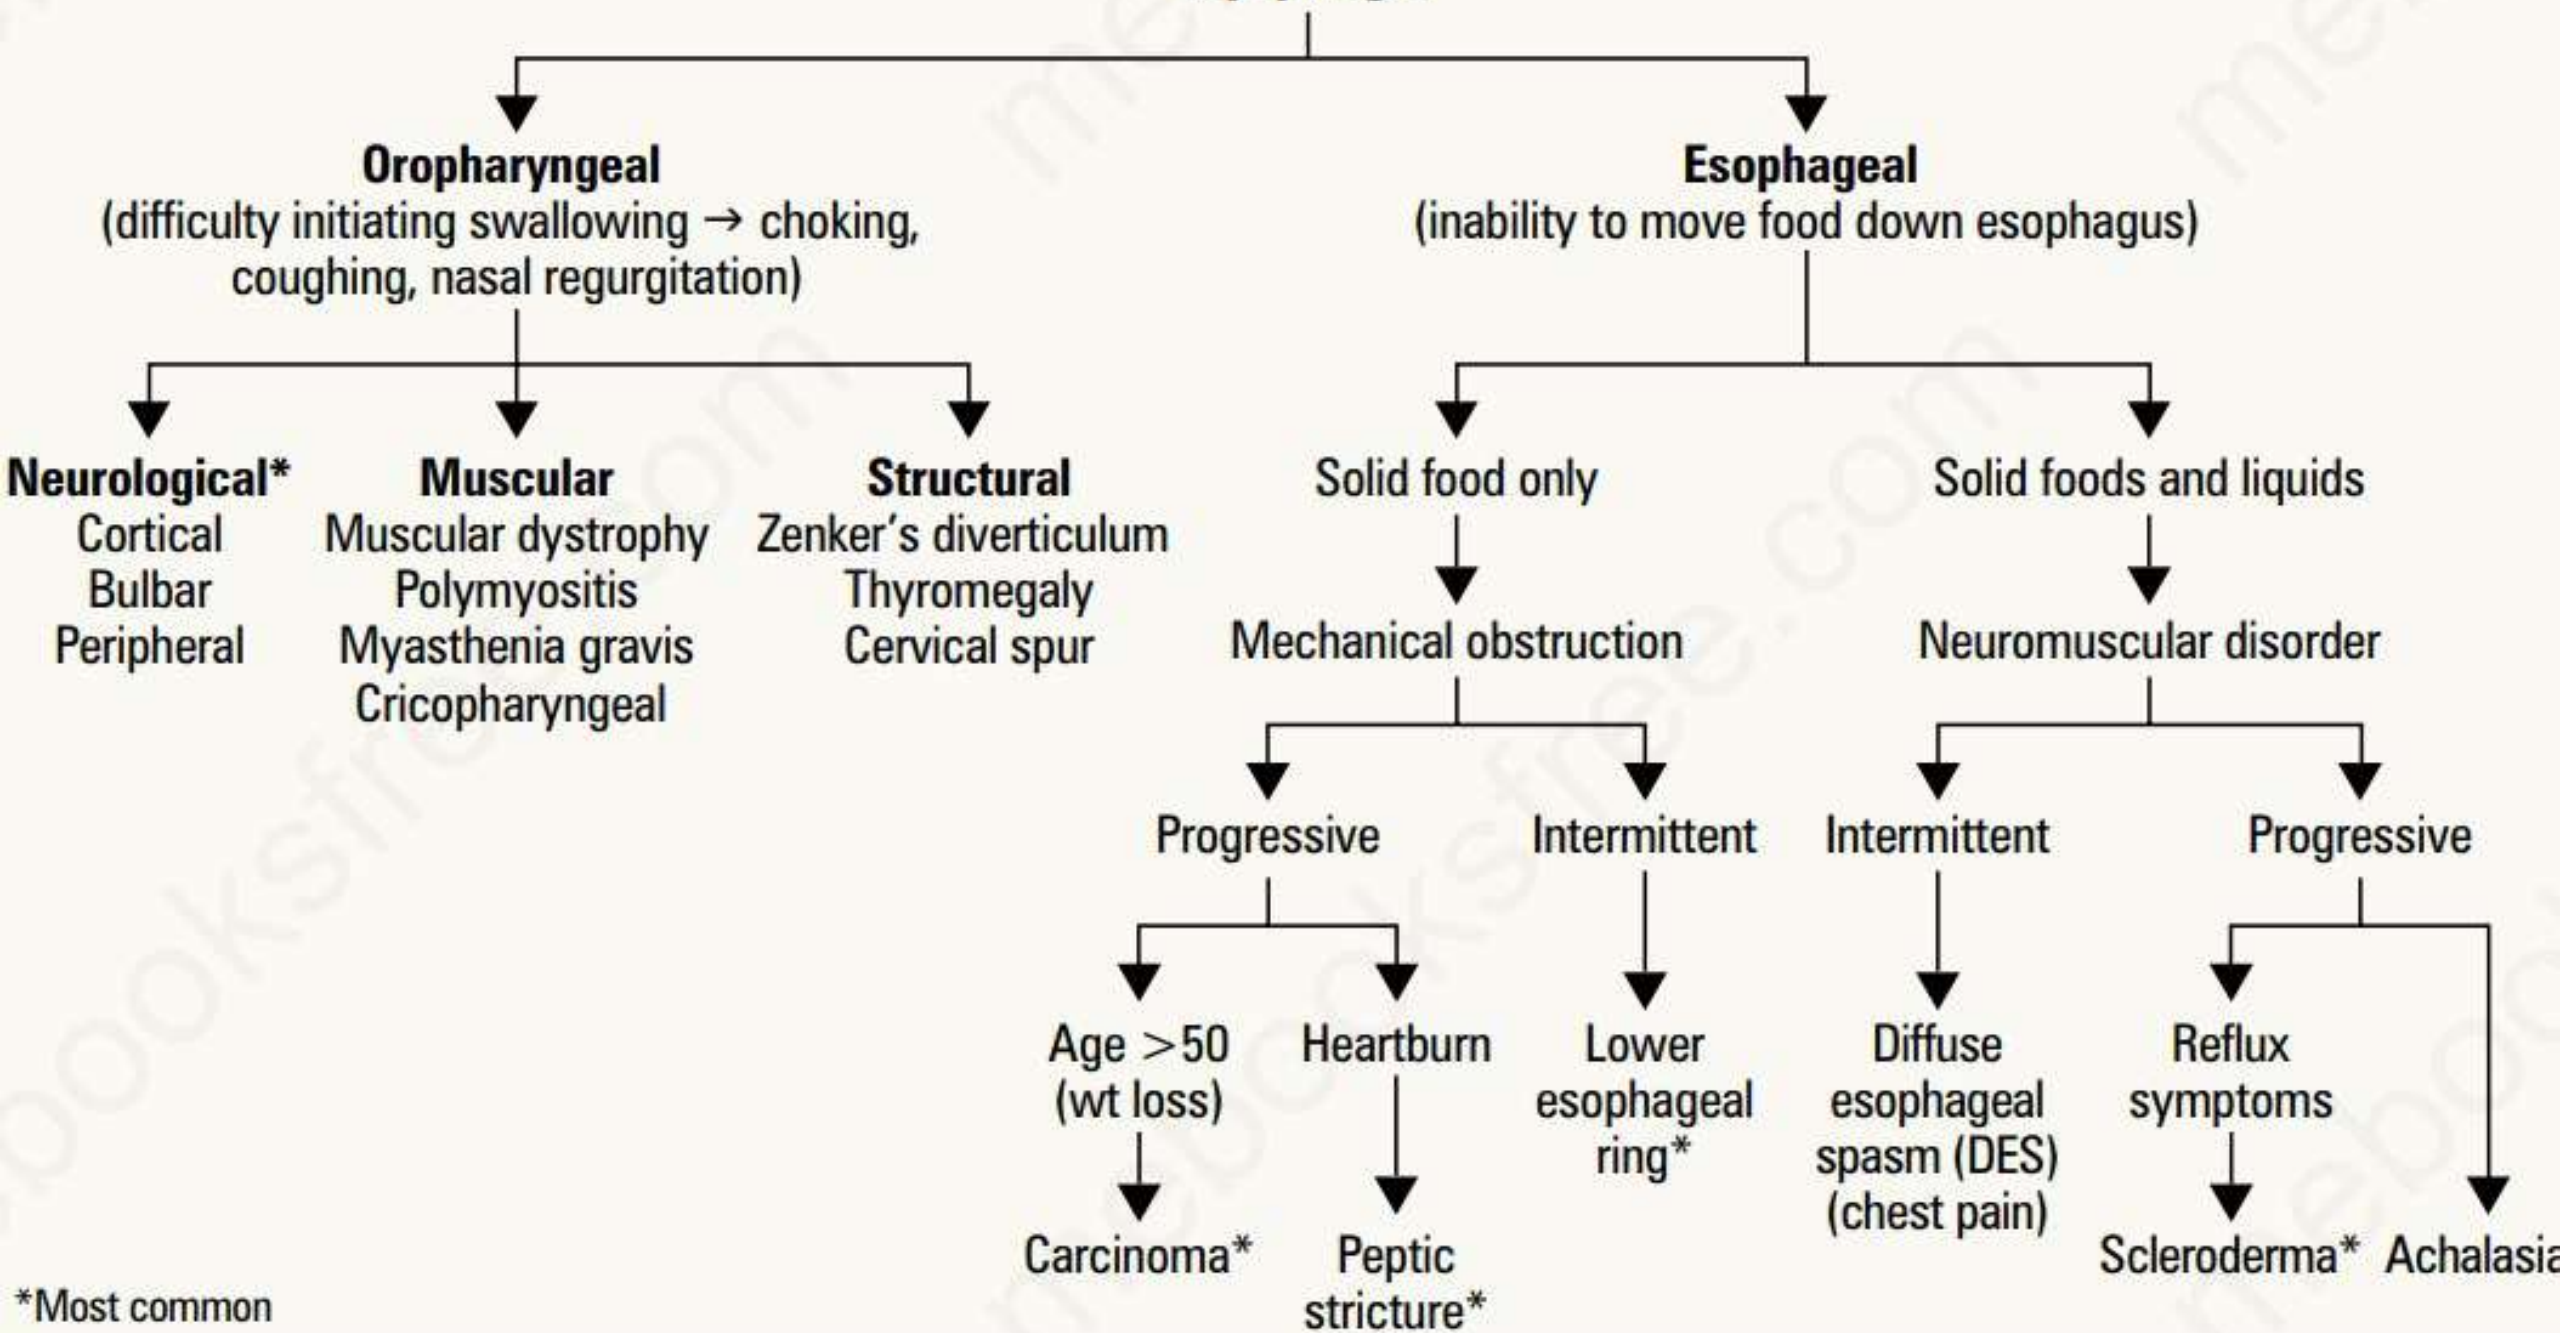 Oropharyngeal
(difficulty initiating swallowing → choking,
coughing, nasal regurgitation)
Esophageal
(inability to move food down esophagus)
Neurological*
Cortical
Bulbar
Peripheral
Muscular
Muscular dystrophy
Polymyositis
Myasthenia gravis
Cricopharyngeal
Structural
Zenker's diverticulum
Thyromegaly
Cervical spur
Solid food only
Mechanical obstruction
Progressive
Age >50
(wt loss)
Carcinoma*
Heartburn
Peptic
stricture*
Intermittent
Lower
esophageal
ring*
Solid foods and liquids
Neuromuscular disorder
Intermittent
Diffuse
esophageal
spasm (DES)
(chest pain)
Progressive
Reflux
symptoms
Scleroderma*
Achalasia
*Most common